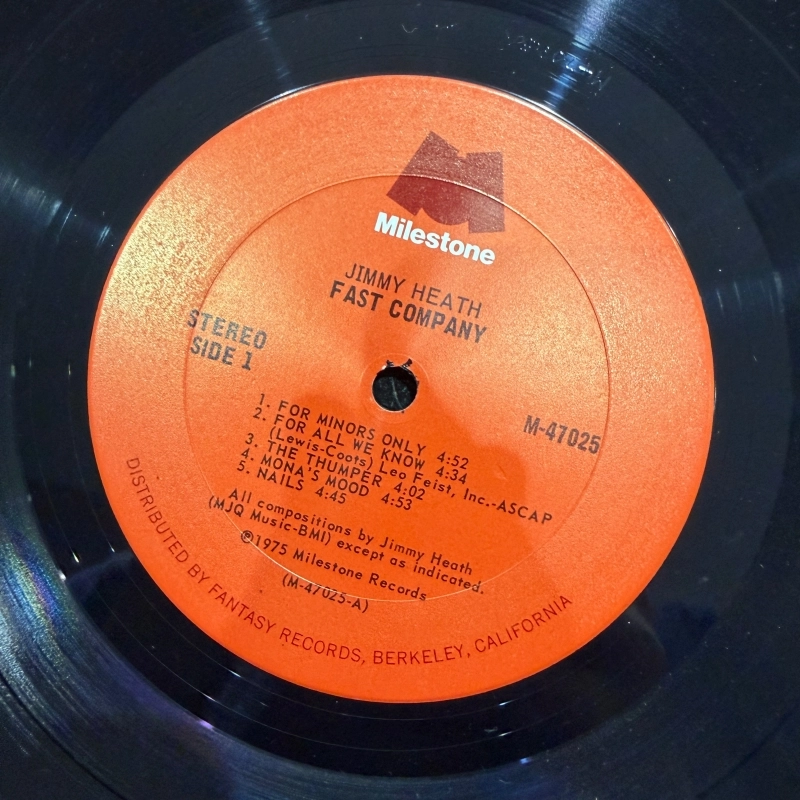 Milestone
JIMMY HEATH
FAST COMPANY
STEREO
SIDE 1
M-47025
1. FOR MINORS ONLY 4:52
2. FOR ALL WE KNOW 4:34
(Lewis-Coots) Leo Feist, Inc.-ASCAP
3. THE THUMPER 4:02
4. MONA'S MOOD 4:53
5. NAILS 4:45
All compositions by Jimmy Heath
(MJQ Music-BMI) except as indicated.
℗1975 Milestone Records
(M-47025-A)
DISTRIBUTED BY FANTASY RECORDS, BERKELEY, CALIFORNIA